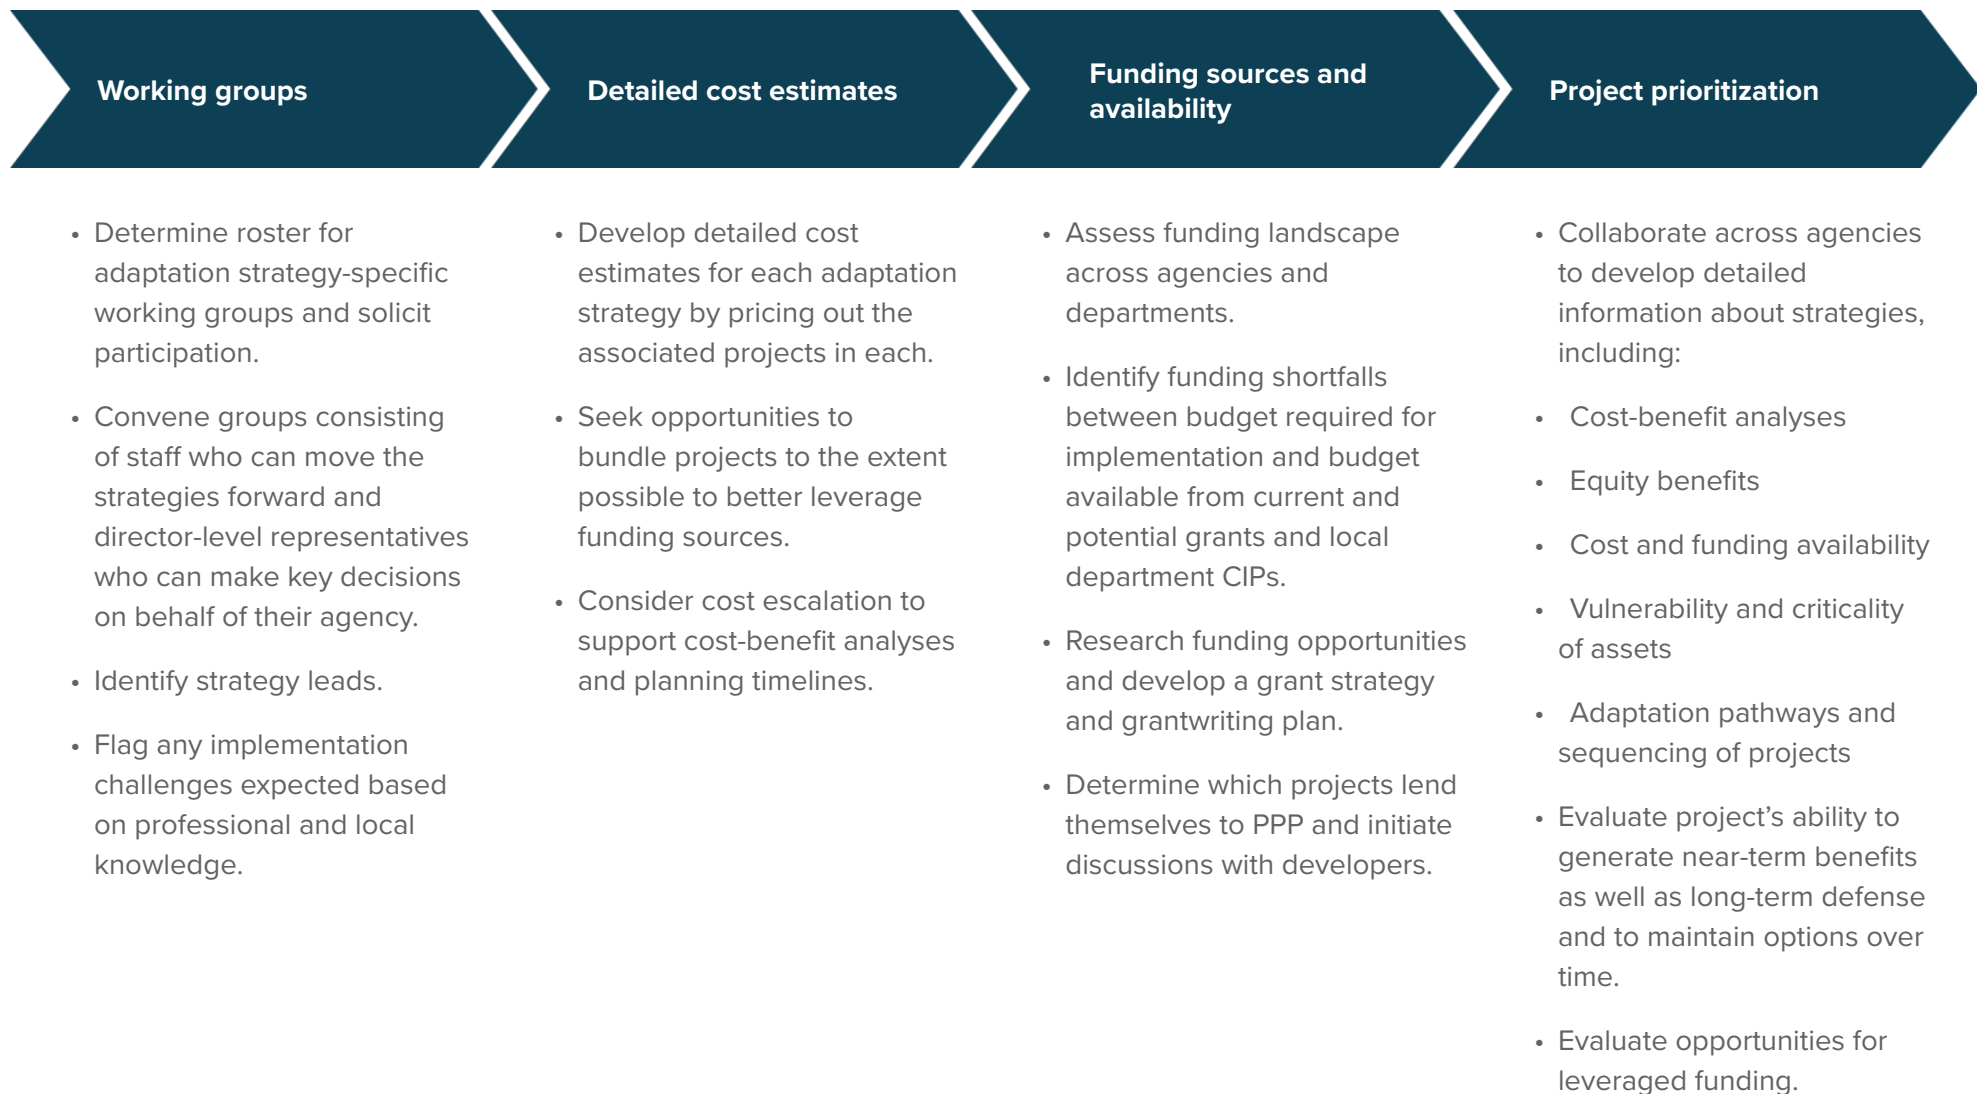 Working groups
Detailed cost estimates
Funding sources and
availability
Project prioritization
• Determine roster for
adaptation strategy-specific
working groups and solicit
participation.
• Convene groups consisting
of staff who can move the
strategies forward and
director-level representatives
who can make key decisions
on behalf of their agency.
• Identify strategy leads.
• Flag any implementation
challenges expected based
on professional and local
knowledge.
• Develop detailed cost
estimates for each adaptation
strategy by pricing out the
associated projects in each.
• Seek opportunities to
bundle projects to the extent
possible to better leverage
funding sources.
• Consider cost escalation to
support cost-benefit analyses
and planning timelines.
• Assess funding landscape
across agencies and
departments.
• Identify funding shortfalls
between budget required for
implementation and budget
available from current and
potential grants and local
department CIPs.
• Research funding opportunities
and develop a grant strategy
and grantwriting plan.
• Determine which projects lend
themselves to PPP and initiate
discussions with developers.
• Collaborate across agencies
to develop detailed
information about strategies,
including:
• Cost-benefit analyses
• Equity benefits
• Cost and funding availability
• Vulnerability and criticality
of assets
• Adaptation pathways and
sequencing of projects
• Evaluate project’s ability to
generate near-term benefits
as well as long-term defense
and to maintain options over
time.
• Evaluate opportunities for
leveraged funding.